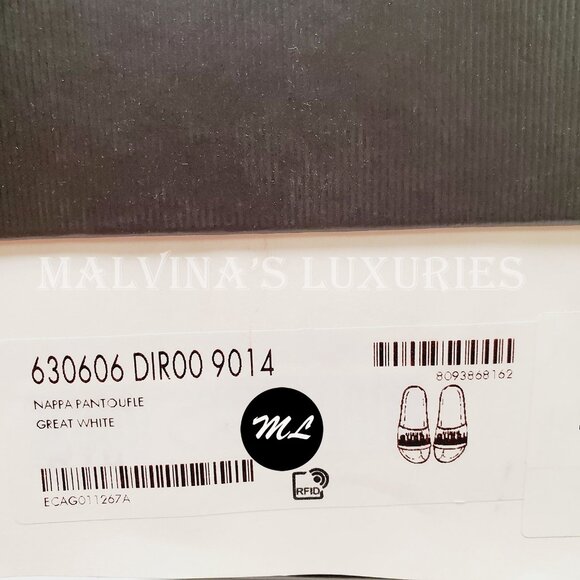 MALVINA'S LUXURIES
630606 DIR00 9014
8093868162
NAPPA PANTOUFLE
GREAT WHITE
ML
ECAG011267A
RFID